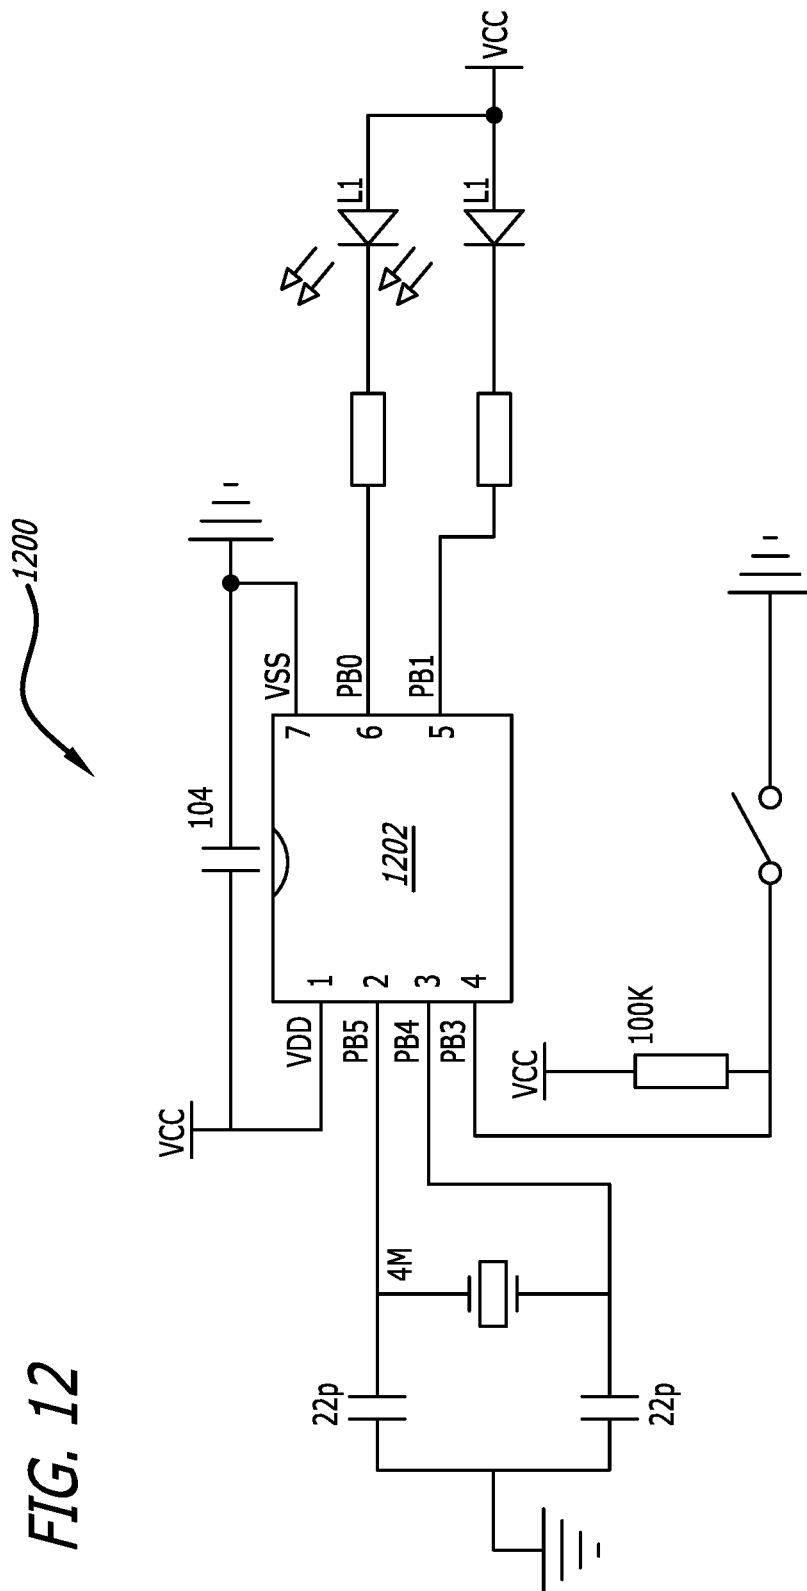 FIG. 12
1200
VCC
104
VDD
PB5
PB4
PB3
1
2
3
4
1202
7
6
5
VSS
PB0
PB1
L1
L1
VCC
4M
22p
22p
VCC
100K